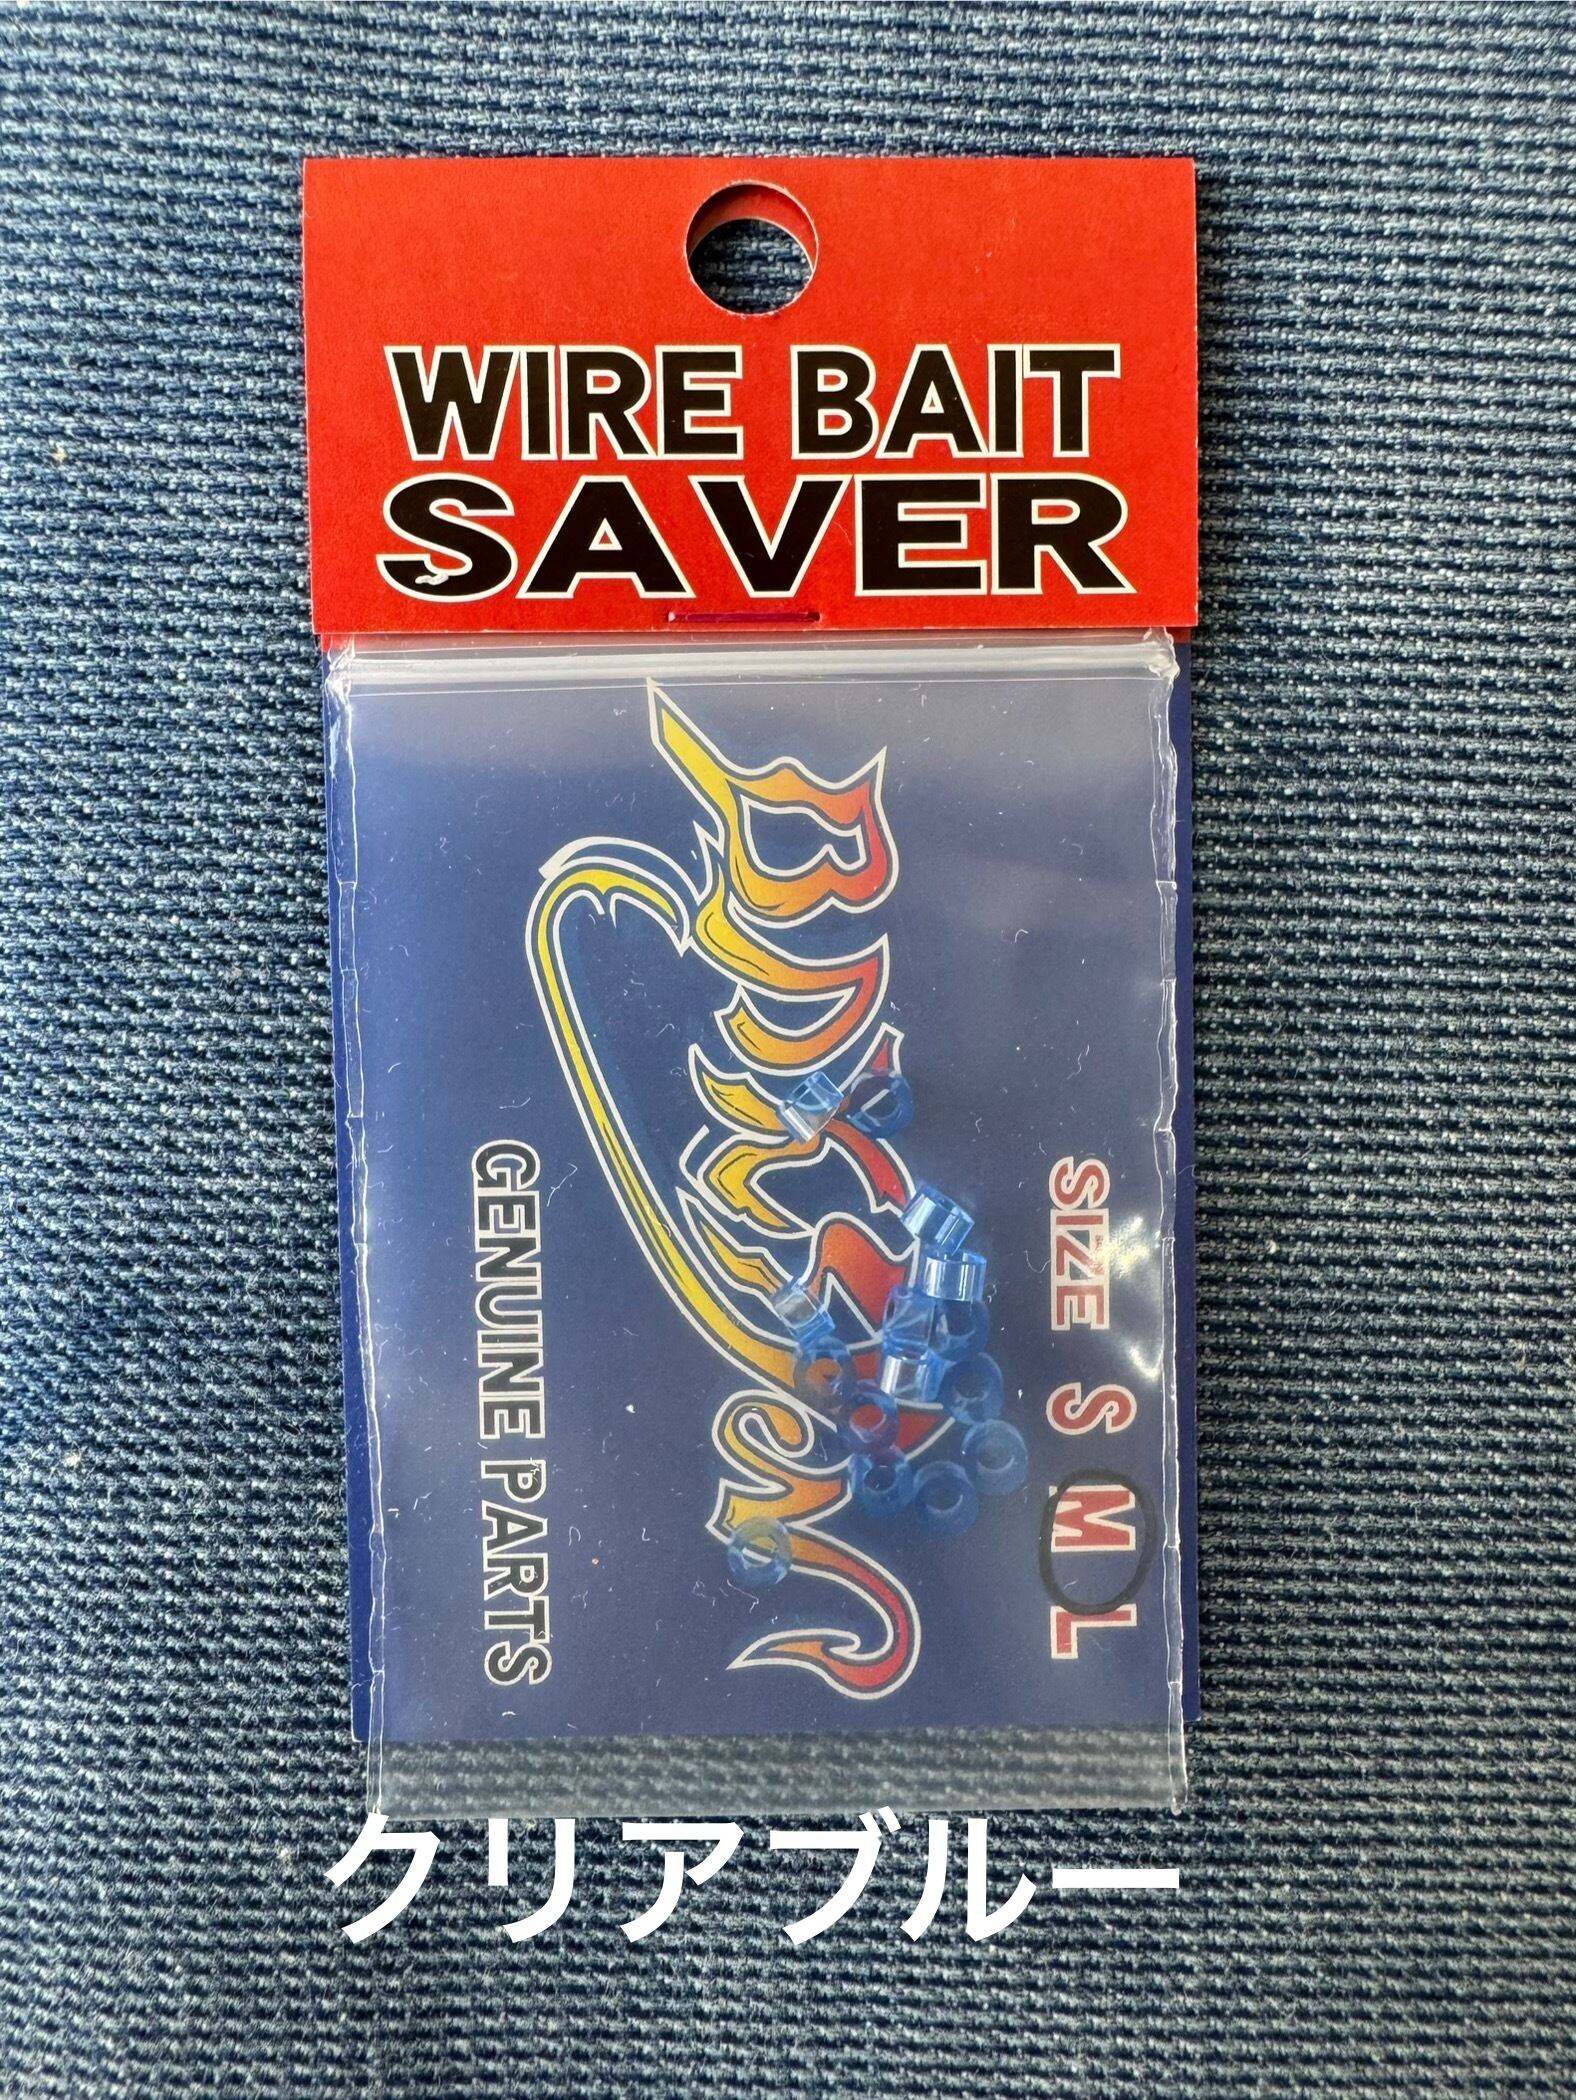 WIRE BAIT
SAVER
SIZE S M L
GENUINE PARTS
クリアブルー